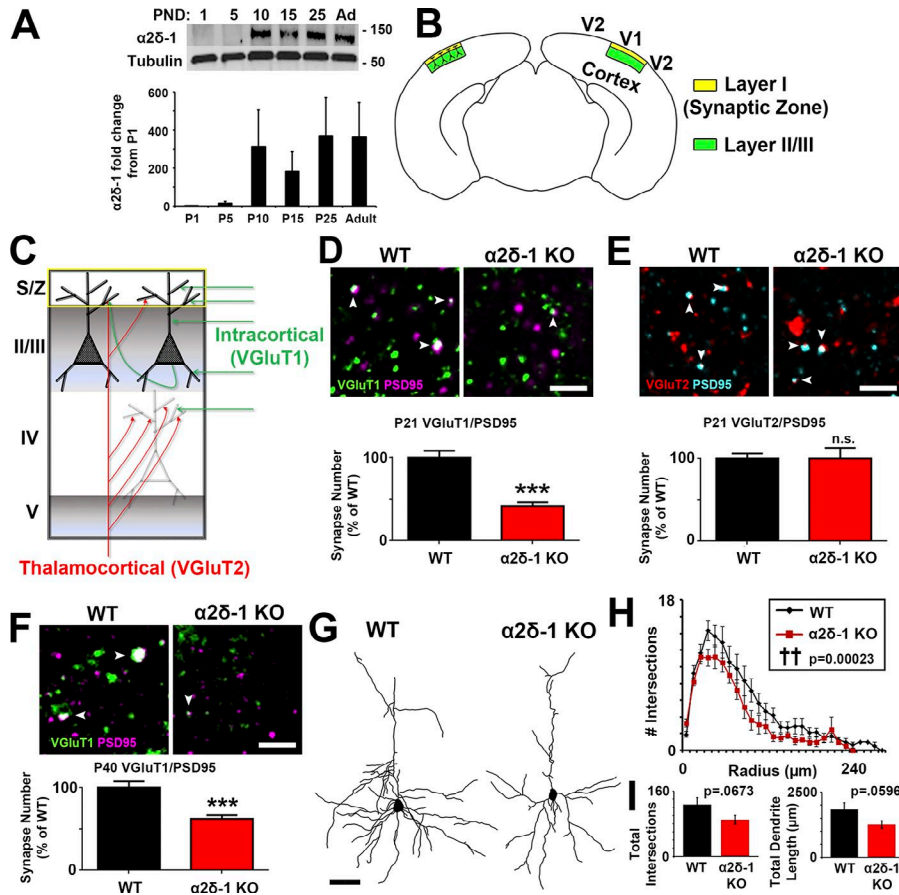 A
PND: 1 5 10 15 25 Ad
α2δ-1
- 150
Tubulin
- 50
α2δ-1 fold change
from P1
600
400
200
0
P1 P5 P10 P15 P25 Adult
B
V2 V1
V2
Cortex
Layer I
(Synaptic Zone)
Layer II/III
C
S/Z
II/III
IV
V
Intracortical
(VGluT1)
Thalamocortical (VGluT2)
D
WT α2δ-1 KO
VGluT1 PSD95
P21 VGluT1/PSD95
Synapse Number
(% of WT)
100
0
***
WT α2δ-1 KO
E
WT α2δ-1 KO
VGluT2 PSD95
P21 VGluT2/PSD95
Synapse Number
(% of WT)
100
0
n.s.
WT α2δ-1 KO
F
WT α2δ-1 KO
VGluT1 PSD95
P40 VGluT1/PSD95
Synapse Number
(% of WT)
100
0
***
WT α2δ-1 KO
G
WT α2δ-1 KO
H
# Intersections
18
0
WT
α2δ-1 KO
†† p=0.00023
0 Radius (μm) 240
I
Total
Intersections
160
0
p=.0673
WT α2δ-1
KO
Total Dendrite
Length (μm)
2500
0
p=.0596
WT α2δ-1
KO